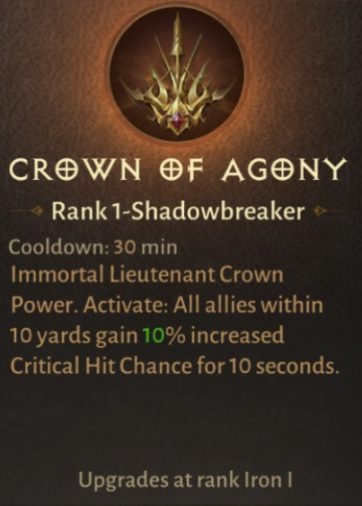 CROWN OF AGONY
Rank 1-Shadowbreaker
Cooldown: 30 min
Immortal Lieutenant Crown
Power. Activate: All allies within
10 yards gain 10% increased
Critical Hit Chance for 10 seconds.
Upgrades at rank Iron I